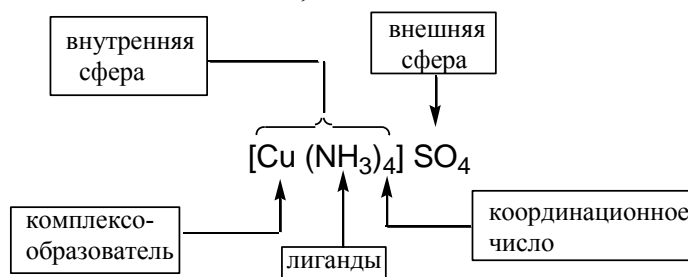 внутренняя
сфера
внешняя
сфера
[Cu (NH₃)₄] SO₄
комплексо-
образователь
лиганды
координационное
число